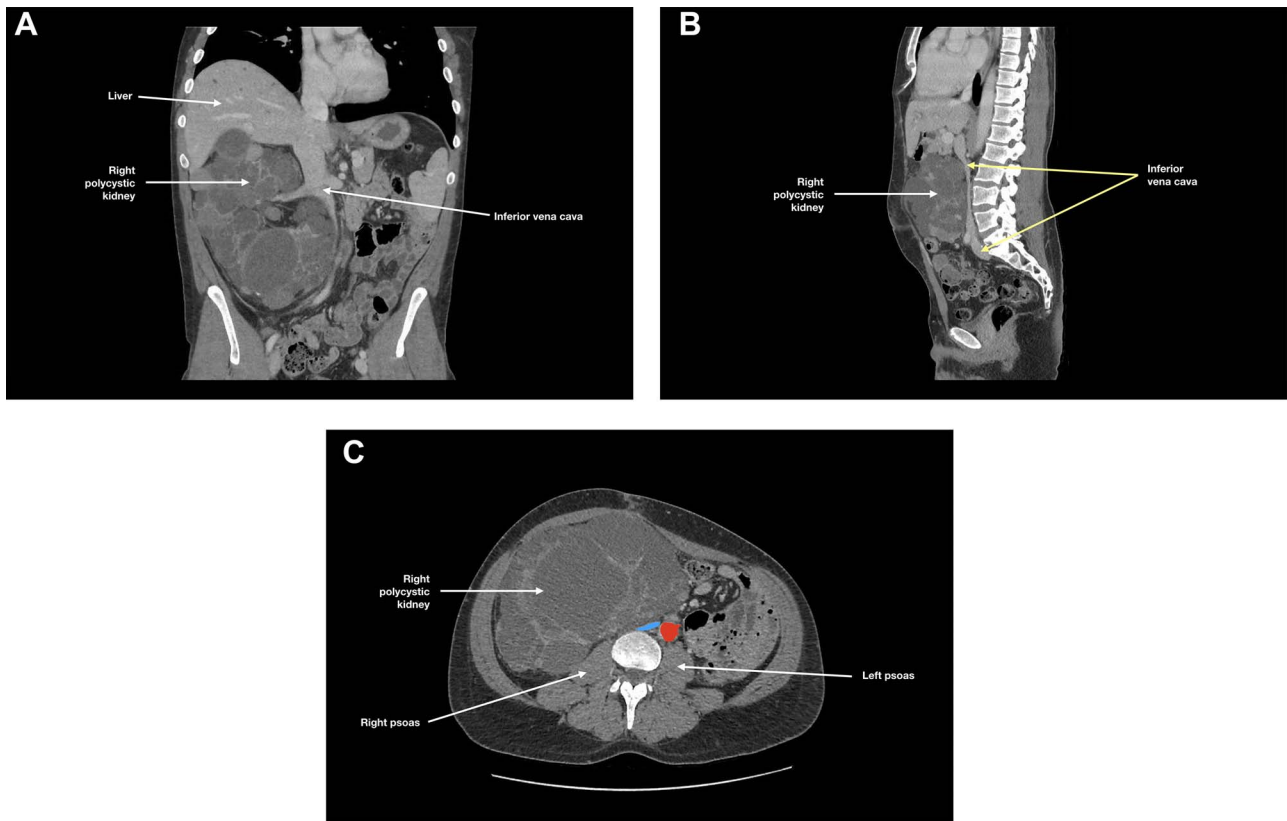 A
Liver
Right
polycystic
kidney
Inferior vena cava
B
Right
polycystic
kidney
Inferior
vena cava
C
Right
polycystic
kidney
Left psoas
Right psoas